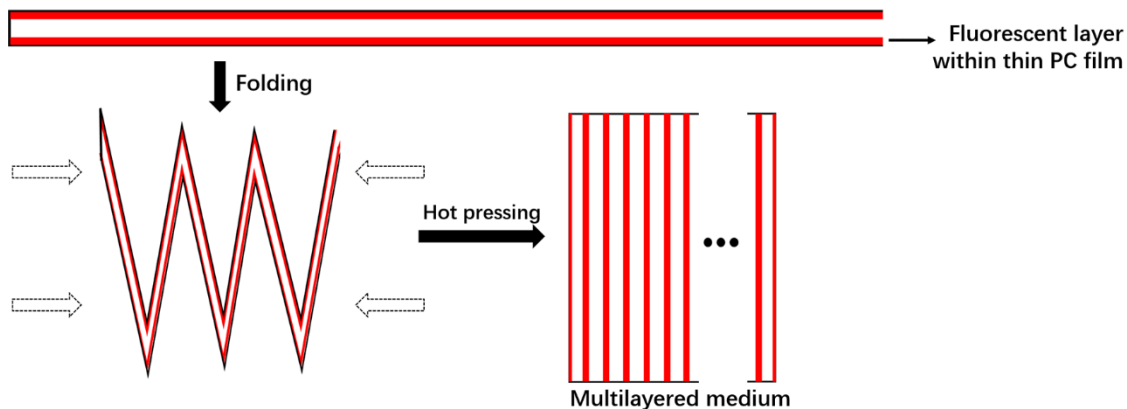 Fluorescent layer
within thin PC film
Folding
Hot pressing
Multilayered medium